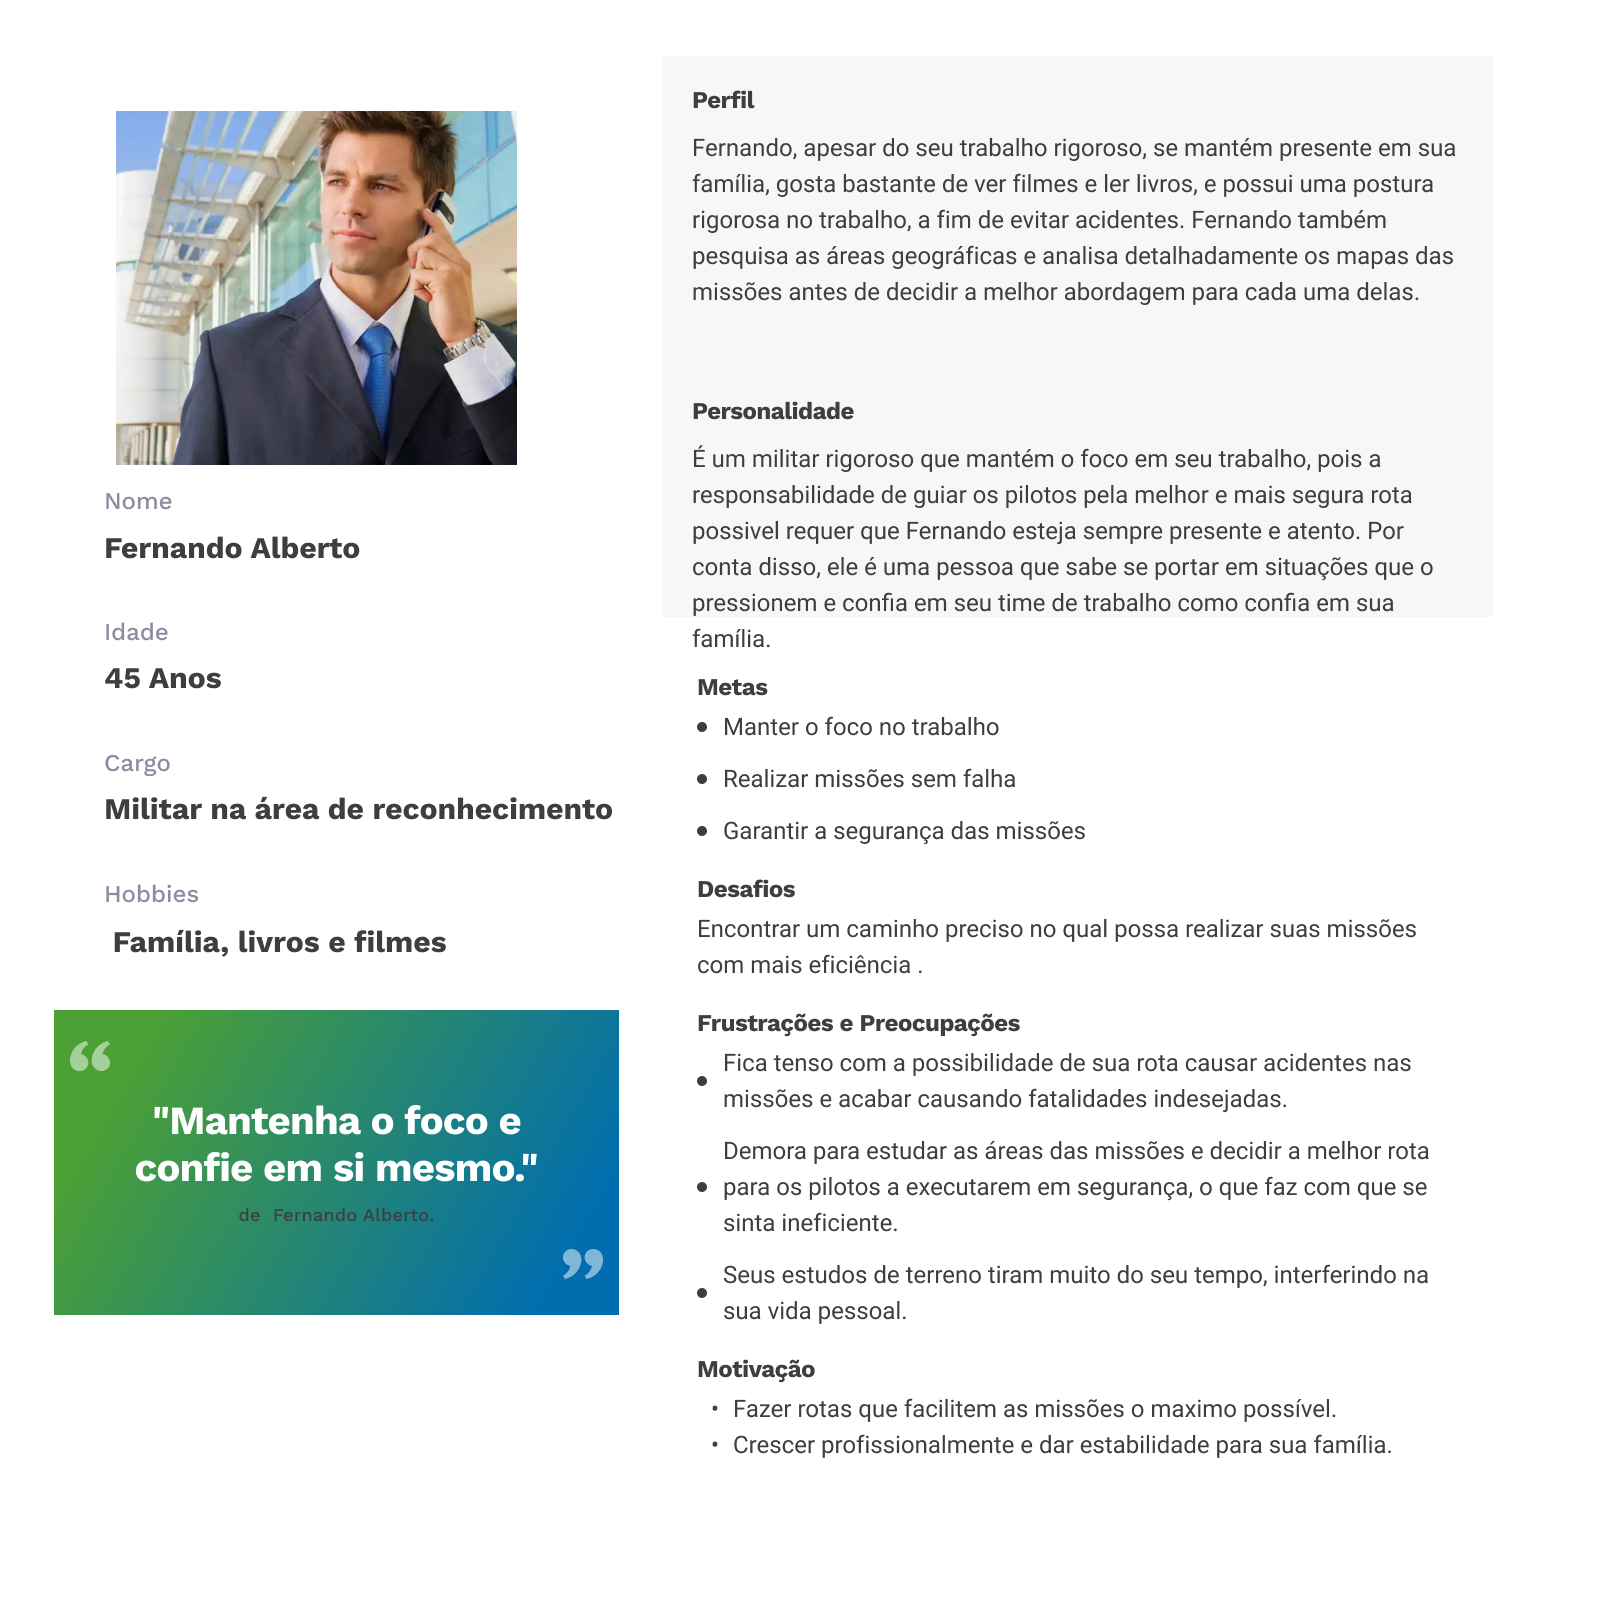 Nome
Fernando Alberto
Idade
45 Anos
Cargo
Militar na área de reconhecimento
Hobbies
Família, livros e filmes
“
"Mantenha o foco e
confie em si mesmo."
de Fernando Alberto.
”
Perfil
Fernando, apesar do seu trabalho rigoroso, se mantém presente em sua
família, gosta bastante de ver filmes e ler livros, e possui uma postura
rigorosa no trabalho, a fim de evitar acidentes. Fernando também
pesquisa as áreas geográficas e analisa detalhadamente os mapas das
missões antes de decidir a melhor abordagem para cada uma delas.
Personalidade
É um militar rigoroso que mantém o foco em seu trabalho, pois a
responsabilidade de guiar os pilotos pela melhor e mais segura rota
possivel requer que Fernando esteja sempre presente e atento. Por
conta disso, ele é uma pessoa que sabe se portar em situações que o
pressionem e confia em seu time de trabalho como confia em sua
família.
Metas
• Manter o foco no trabalho
• Realizar missões sem falha
• Garantir a segurança das missões
Desafios
Encontrar um caminho preciso no qual possa realizar suas missões
com mais eficiência .
Frustrações e Preocupações
• Fica tenso com a possibilidade de sua rota causar acidentes nas
missões e acabar causando fatalidades indesejadas.
• Demora para estudar as áreas das missões e decidir a melhor rota
para os pilotos a executarem em segurança, o que faz com que se
sinta ineficiente.
• Seus estudos de terreno tiram muito do seu tempo, interferindo na
sua vida pessoal.
Motivação
• Fazer rotas que facilitem as missões o maximo possível.
• Crescer profissionalmente e dar estabilidade para sua família.